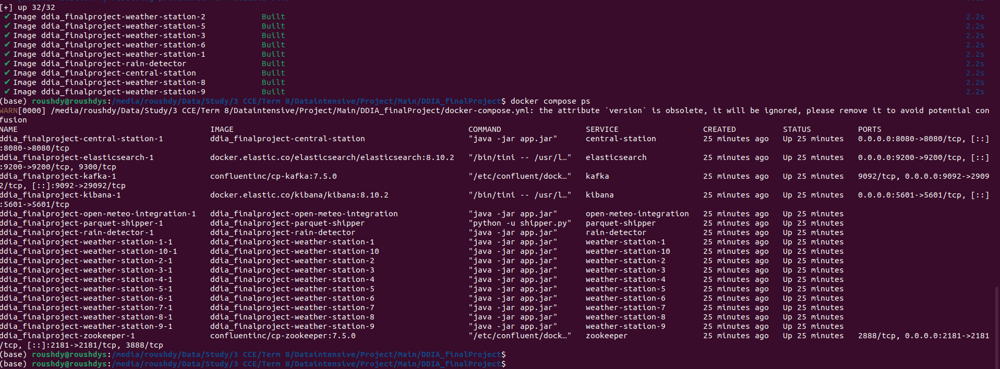 [+] up 32/32
✔ Image ddia_finalproject-weather-station-2 Built 2.2s
✔ Image ddia_finalproject-weather-station-5 Built 2.2s
✔ Image ddia_finalproject-weather-station-3 Built 2.2s
✔ Image ddia_finalproject-weather-station-6 Built 2.2s
✔ Image ddia_finalproject-weather-station-1 Built 2.2s
✔ Image ddia_finalproject-rain-detector Built 2.2s
✔ Image ddia_finalproject-central-station Built 2.2s
✔ Image ddia_finalproject-weather-station-8 Built 2.2s
✔ Image ddia_finalproject-weather-station-9 Built 2.2s
(base) roushdy@roushdys:/media/roushdy/Data/Study/3 CCE/Term 8/Dataintensive/Project/Main/DDIA_finalProject$ docker compose ps
WARN[0000] /media/roushdy/Data/Study/3 CCE/Term 8/Dataintensive/Project/Main/DDIA_finalProject/docker-compose.yml: the attribute `version` is obsolete, it will be ignored, please remove it to avoid potential con
fusion
NAME IMAGE COMMAND SERVICE CREATED STATUS PORTS
ddia_finalproject-central-station-1 ddia_finalproject-central-station "java -jar app.jar" central-station 25 minutes ago Up 25 minutes 0.0.0.0:8080->8080/tcp, [::]
:8080->8080/tcp
ddia_finalproject-elasticsearch-1 docker.elastic.co/elasticsearch/elasticsearch:8.10.2 "/bin/tini -- /usr/l…" elasticsearch 25 minutes ago Up 25 minutes 0.0.0.0:9200->9200/tcp, [::]
:9200->9200/tcp, 9300/tcp
ddia_finalproject-kafka-1 confluentinc/cp-kafka:7.5.0 "/etc/confluent/dock…" kafka 25 minutes ago Up 25 minutes 9092/tcp, 0.0.0.0:9092->2909
2/tcp, [::]:9092->29092/tcp
ddia_finalproject-kibana-1 docker.elastic.co/kibana/kibana:8.10.2 "/bin/tini -- /usr/l…" kibana 25 minutes ago Up 25 minutes 0.0.0.0:5601->5601/tcp, [::]
:5601->5601/tcp
ddia_finalproject-open-meteo-integration-1 ddia_finalproject-open-meteo-integration "java -jar app.jar" open-meteo-integration 25 minutes ago Up 25 minutes
ddia_finalproject-parquet-shipper-1 ddia_finalproject-parquet-shipper "python -u shipper.py" parquet-shipper 25 minutes ago Up 25 minutes
ddia_finalproject-rain-detector-1 ddia_finalproject-rain-detector "java -jar app.jar" rain-detector 25 minutes ago Up 25 minutes
ddia_finalproject-weather-station-1-1 ddia_finalproject-weather-station-1 "java -jar app.jar" weather-station-1 25 minutes ago Up 25 minutes
ddia_finalproject-weather-station-10-1 ddia_finalproject-weather-station-10 "java -jar app.jar" weather-station-10 25 minutes ago Up 25 minutes
ddia_finalproject-weather-station-2-1 ddia_finalproject-weather-station-2 "java -jar app.jar" weather-station-2 25 minutes ago Up 25 minutes
ddia_finalproject-weather-station-3-1 ddia_finalproject-weather-station-3 "java -jar app.jar" weather-station-3 25 minutes ago Up 25 minutes
ddia_finalproject-weather-station-4-1 ddia_finalproject-weather-station-4 "java -jar app.jar" weather-station-4 25 minutes ago Up 25 minutes
ddia_finalproject-weather-station-5-1 ddia_finalproject-weather-station-5 "java -jar app.jar" weather-station-5 25 minutes ago Up 25 minutes
ddia_finalproject-weather-station-6-1 ddia_finalproject-weather-station-6 "java -jar app.jar" weather-station-6 25 minutes ago Up 25 minutes
ddia_finalproject-weather-station-7-1 ddia_finalproject-weather-station-7 "java -jar app.jar" weather-station-7 25 minutes ago Up 25 minutes
ddia_finalproject-weather-station-8-1 ddia_finalproject-weather-station-8 "java -jar app.jar" weather-station-8 25 minutes ago Up 25 minutes
ddia_finalproject-weather-station-9-1 ddia_finalproject-weather-station-9 "java -jar app.jar" weather-station-9 25 minutes ago Up 25 minutes
ddia_finalproject-zookeeper-1 confluentinc/cp-zookeeper:7.5.0 "/etc/confluent/dock…" zookeeper 25 minutes ago Up 25 minutes 2888/tcp, 0.0.0.0:2181->2181
/tcp, [::]:2181->2181/tcp, 3888/tcp
(base) roushdy@roushdys:/media/roushdy/Data/Study/3 CCE/Term 8/Dataintensive/Project/Main/DDIA_finalProject$
(base) roushdy@roushdys:/media/roushdy/Data/Study/3 CCE/Term 8/Dataintensive/Project/Main/DDIA_finalProject$